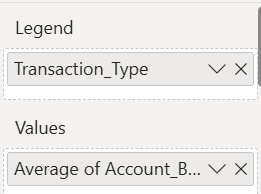 Legend
Transaction_Type
Values
Average of Account_B...